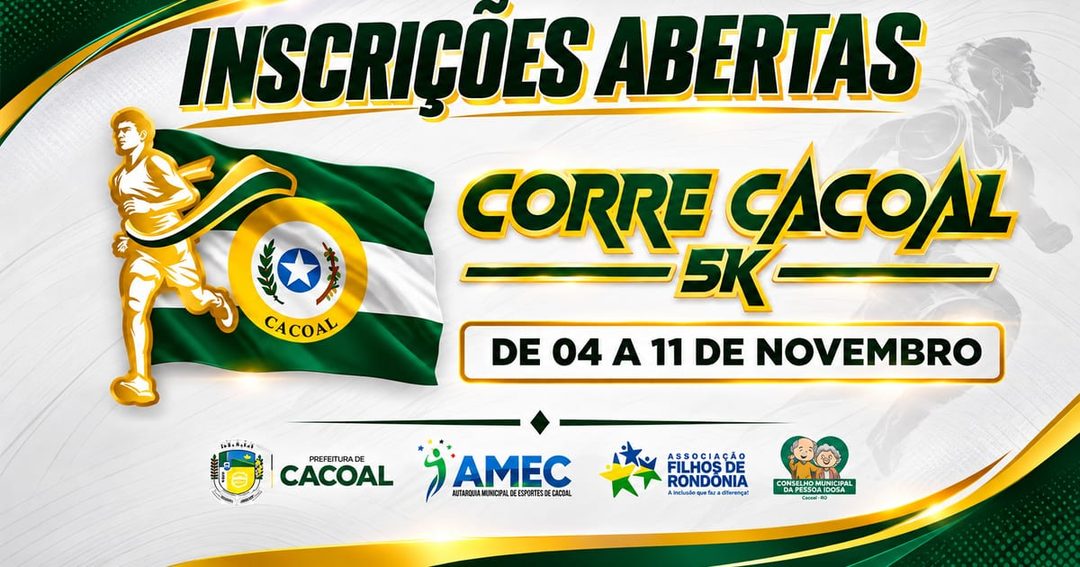 INSCRIÇÕES ABERTAS
CORRE CACOAL
5K
DE 04 A 11 DE NOVEMBRO
CACOAL
PREFEITURA DE
CACOAL
AMEC
AUTARQUIA MUNICIPAL DE ESPORTES DE CACOAL
ASSOCIAÇÃO
FILHOS DE
RONDÔNIA
A inclusão que faz a diferença!
CONSELHO MUNICIPAL
DA PESSOA IDOSA
Cacoal - RO